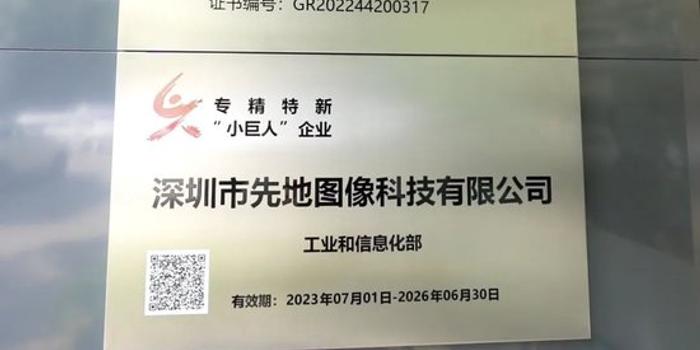 证书编号：GR202244200317
专精特新
“小巨人”企业
深圳市先地图像科技有限公司
工业和信息化部
有效期：2023年07月01日-2026年06月30日